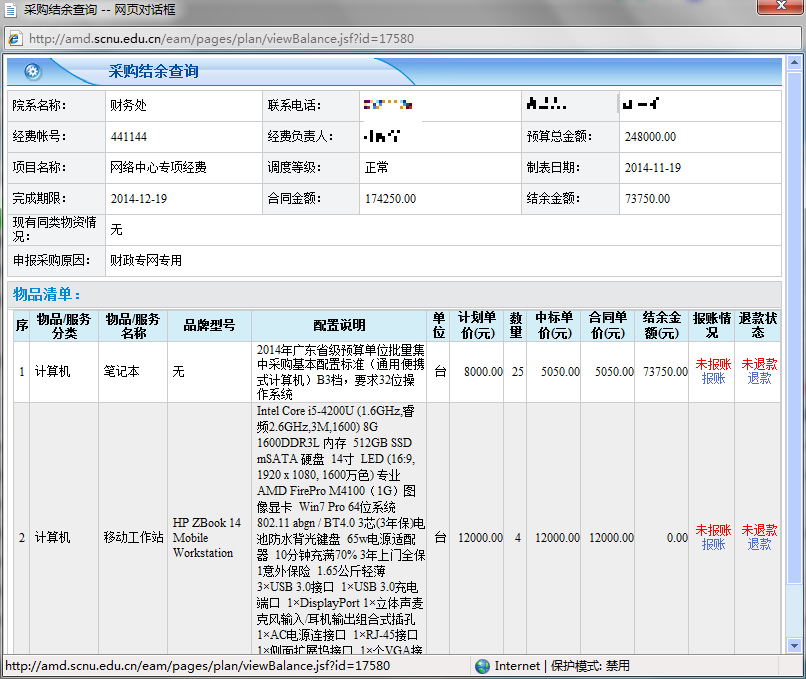 采购结余查询 -- 网页对话框
http://amd.scnu.edu.cn/eam/pages/plan/viewBalance.jsf?id=17580
采购结余查询
院系名称： 财务处 联系电话：
经费帐号： 441144 经费负责人： 预算总金额： 248000.00
项目名称： 网络中心专项经费 调度等级： 正常 制表日期： 2014-11-19
完成期限： 2014-12-19 合同金额： 174250.00 结余金额： 73750.00
现有同类物资情
况： 无
申报采购原因： 财政专网专用
物品清单：
序 物品/服务分类 物品/服务名称 品牌型号 配置说明 单位 计划单价(元) 数量 中标单价(元) 合同单价(元) 结余金额(元) 报账情况 退款状态
1 计算机 笔记本 无
2014年广东省级预算单位批量集
中采购基本配置标准（通用便携
式计算机）B3档，要求32位操
作系统
台 8000.00 25 5050.00 5050.00 73750.00 未报账 未退款
报账 退款
2 计算机 移动工作站
HP ZBook 14
Mobile
Workstation
Intel Core i5-4200U (1.6GHz,睿
频2.6GHz,3M,1600) 8G
1600DDR3L 内存 512GB SSD
mSATA 硬盘 14寸 LED (16:9,
1920 x 1080, 1600万色) 专业
AMD FirePro M4100（1G）图
像显卡 Win7 Pro 64位系统
802.11 abgn / BT4.0 3芯(3年保)电
池防水背光键盘 65w电源适配
器 10分钟充满70% 3年上门全保
1意外保险 1.65公斤轻薄
3×USB 3.0接口 1×USB 3.0充电
端口 1×DisplayPort 1×立体声麦
克风输入/耳机输出组合式插孔
1×AC电源连接口 1×RJ-45接口
1×侧面扩展坞接口 1×个VGA接
台 12000.00 4 12000.00 12000.00 0.00 未报账 未退款
报账 退款
http://amd.scnu.edu.cn/eam/pages/plan/viewBalance.jsf?id=17580 Internet | 保护模式: 禁用